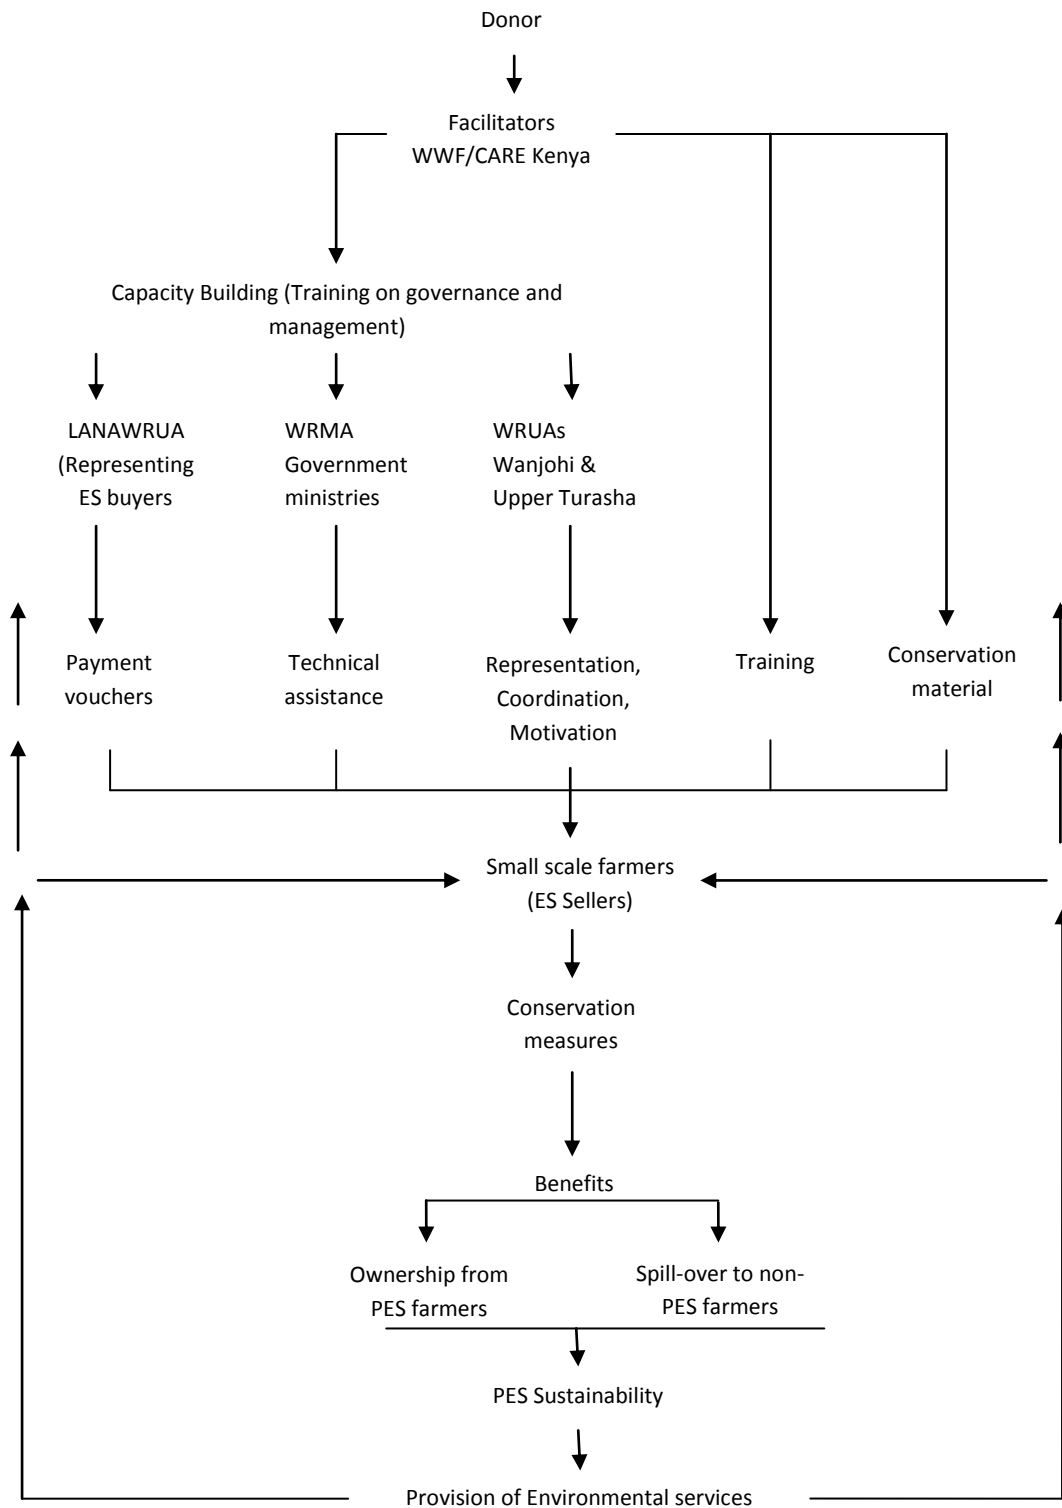 Donor
Facilitators
WWF/CARE Kenya
Capacity Building (Training on governance and
management)
LANAWRUA
(Representing
ES buyers
WRMA
Government
ministries
WRUAs
Wanjohi &
Upper Turasha
Payment
vouchers
Technical
assistance
Representation,
Coordination,
Motivation
Training
Conservation
material
Small scale farmers
(ES Sellers)
Conservation
measures
Benefits
Ownership from
PES farmers
Spill-over to non-
PES farmers
PES Sustainability
Provision of Environmental services